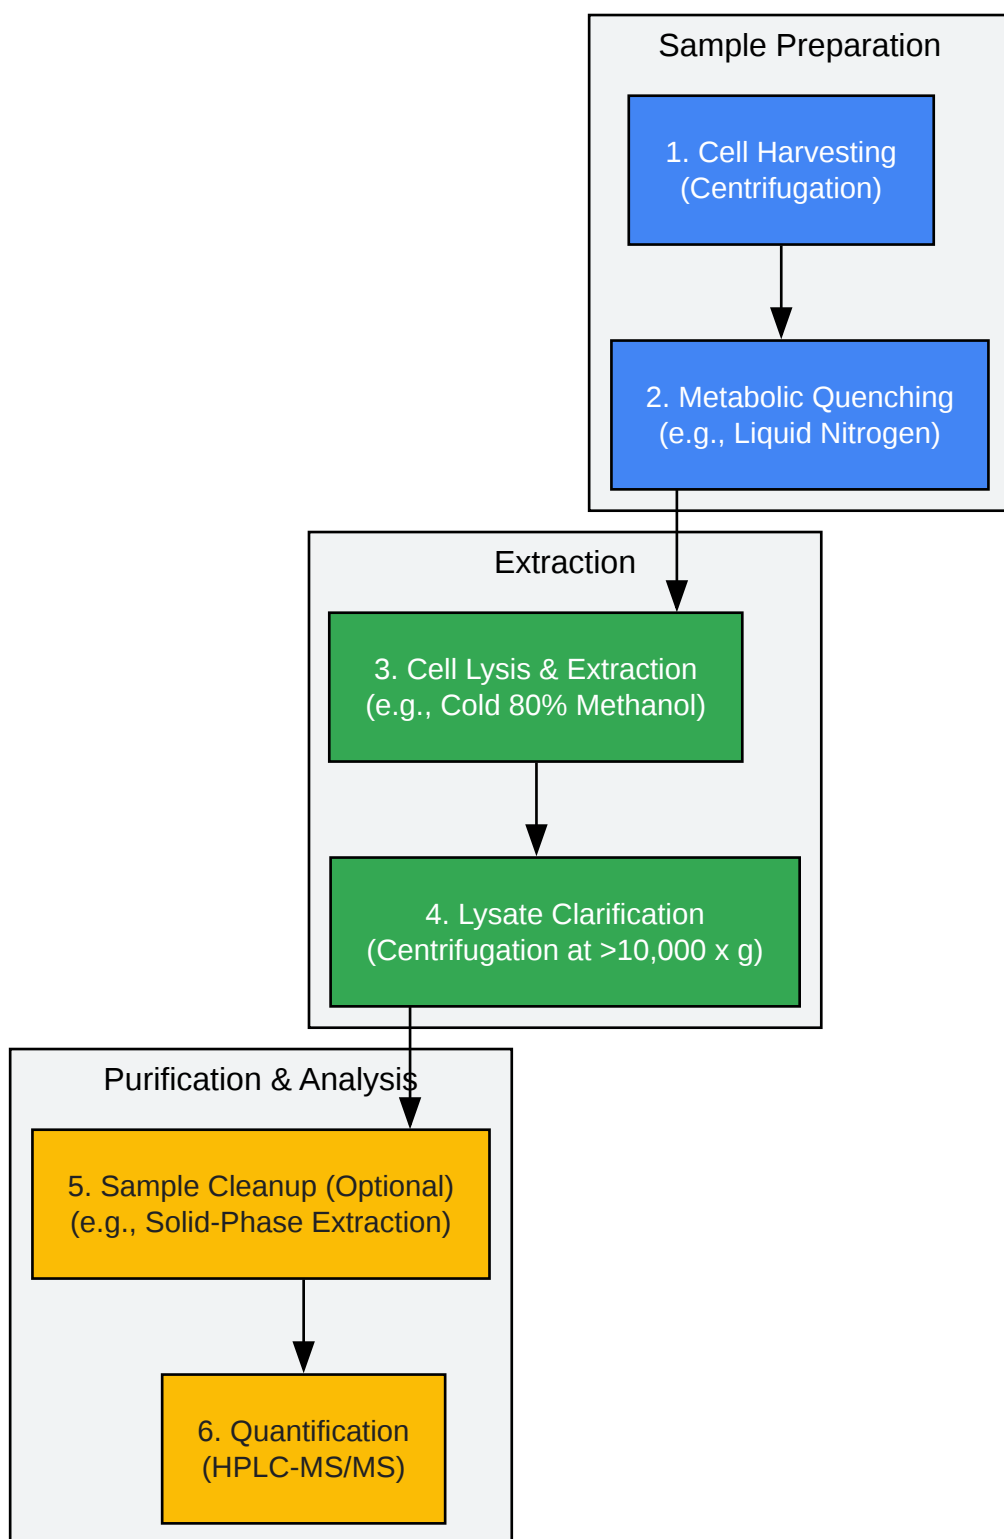 Sample Preparation
1. Cell Harvesting
(Centrifugation)
2. Metabolic Quenching
(e.g., Liquid Nitrogen)
Extraction
3. Cell Lysis & Extraction
(e.g., Cold 80% Methanol)
4. Lysate Clarification
(Centrifugation at >10,000 x g)
Purification & Analysis
5. Sample Cleanup (Optional)
(e.g., Solid-Phase Extraction)
6. Quantification
(HPLC-MS/MS)